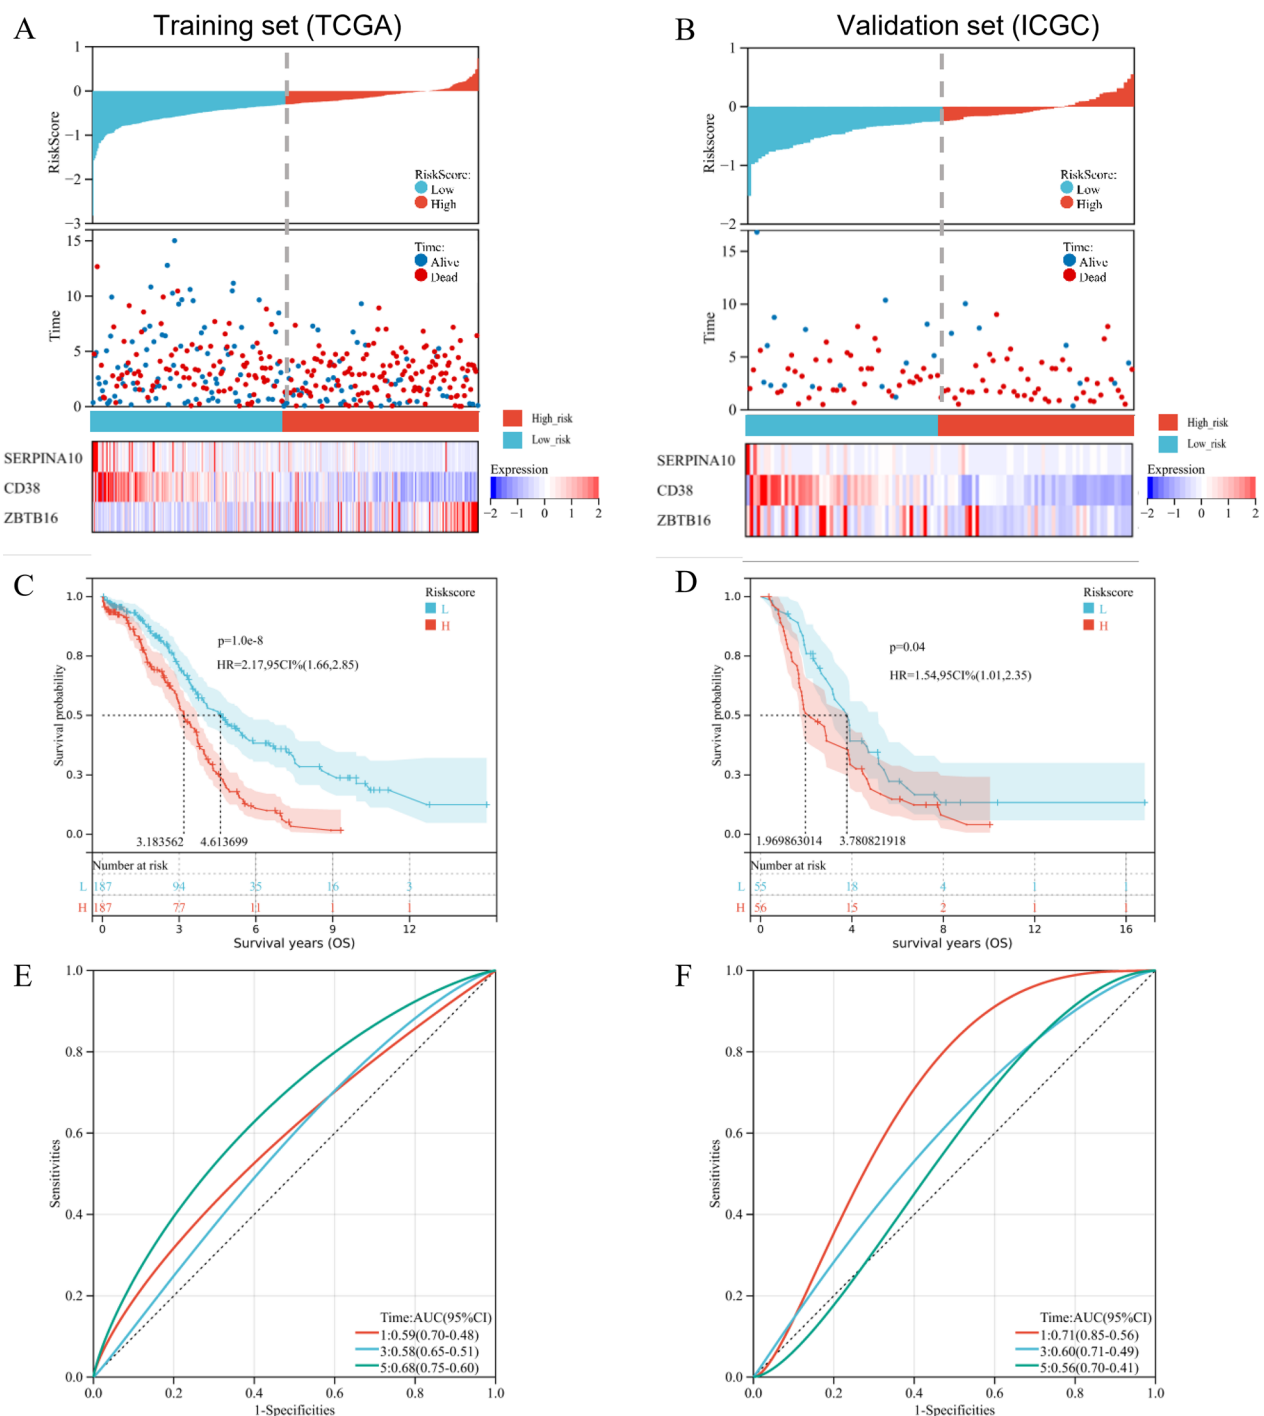 A
Training set (TCGA)
1
0
−1
−2
−3
RiskScore
RiskScore:
Low
High
15
10
5
0
Time
Time:
Alive
Dead
High_risk
Low_risk
SERPINA10
CD38
ZBTB16
Expression
−2 −1 0 1 2
B
Validation set (ICGC)
1
0
−1
−2
Riskscore
RiskScore:
Low
High
15
10
5
0
Time
Time:
Alive
Dead
High_risk
Low_risk
SERPINA10
CD38
ZBTB16
Expression
−2 −1 0 1 2
C
1.0
0.8
0.5
0.3
0.0
Survival probability
Riskscore
L
H
p=1.0e-8
HR=2.17,95CI%(1.66,2.85)
3.183562 4.613699
Number at risk
L 187 94 35 16 3
H 187 77 11 1 1
0 3 6 9 12
Survival years (OS)
D
1.0
0.8
0.5
0.3
0.0
Survival probability
Riskscore
L
H
p=0.04
HR=1.54,95CI%(1.01,2.35)
1.969863014 3.780821918
Number at risk
L 55 18 4 1 1
H 56 15 2 1 1
0 4 8 12 16
survival years (OS)
E
1.0
0.8
0.6
0.4
0.2
0.0
Sensitivities
Time:AUC(95%CI)
1:0.59(0.70-0.48)
3:0.58(0.65-0.51)
5:0.68(0.75-0.60)
0.0 0.2 0.4 0.6 0.8 1.0
1-Specificities
F
1.0
0.8
0.6
0.4
0.2
0.0
Sensitivities
Time:AUC(95%CI)
1:0.71(0.85-0.56)
3:0.60(0.71-0.49)
5:0.56(0.70-0.41)
0.0 0.2 0.4 0.6 0.8 1.0
1-Specificities